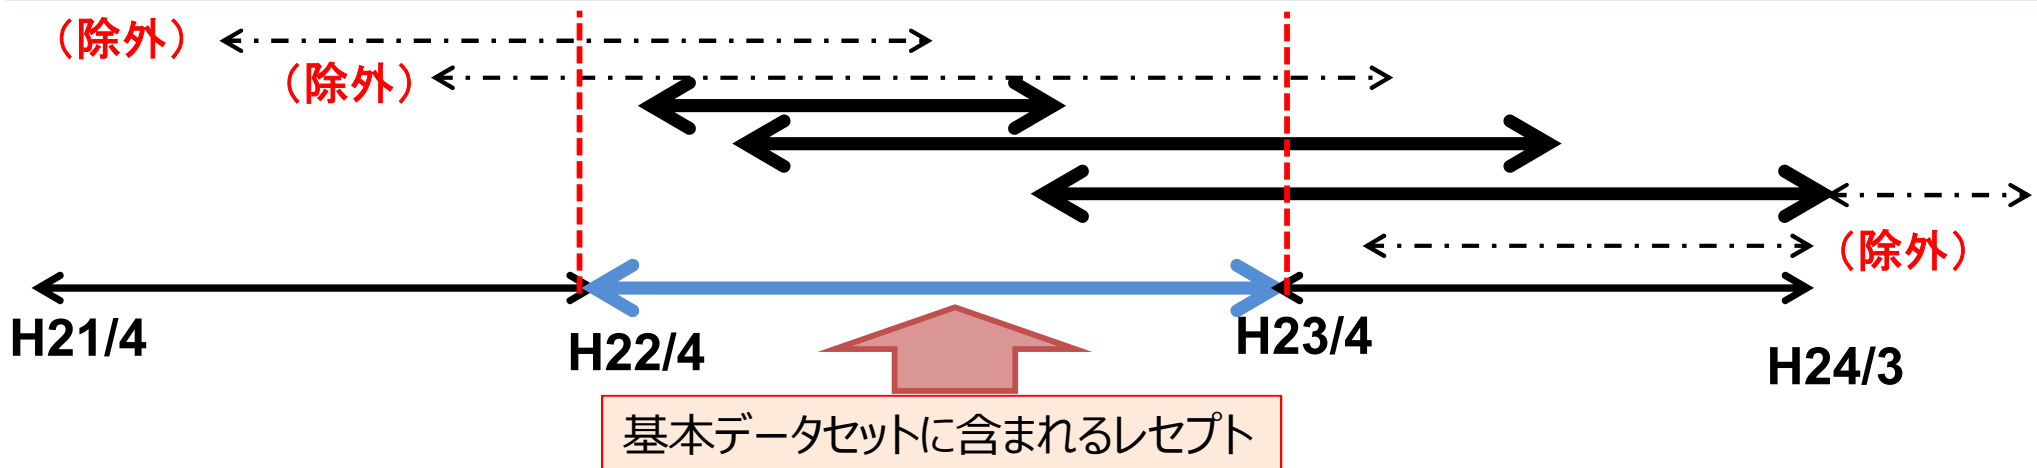 （除外）
（除外）
（除外）
H21/4
H22/4
H23/4
H24/3
基本データセットに含まれるレセプト